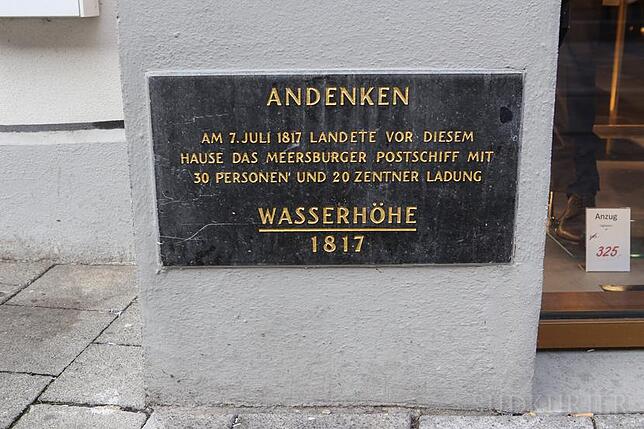 ANDENKEN
AM 7. JULI 1817 LANDETE VOR DIESEM
HAUSE DAS MEERSBURGER POSTSCHIFF MIT
30 PERSONEN UND 20 ZENTNER LADUNG
WASSERHÖHE
1817
Anzug
325
SÜDKURIER